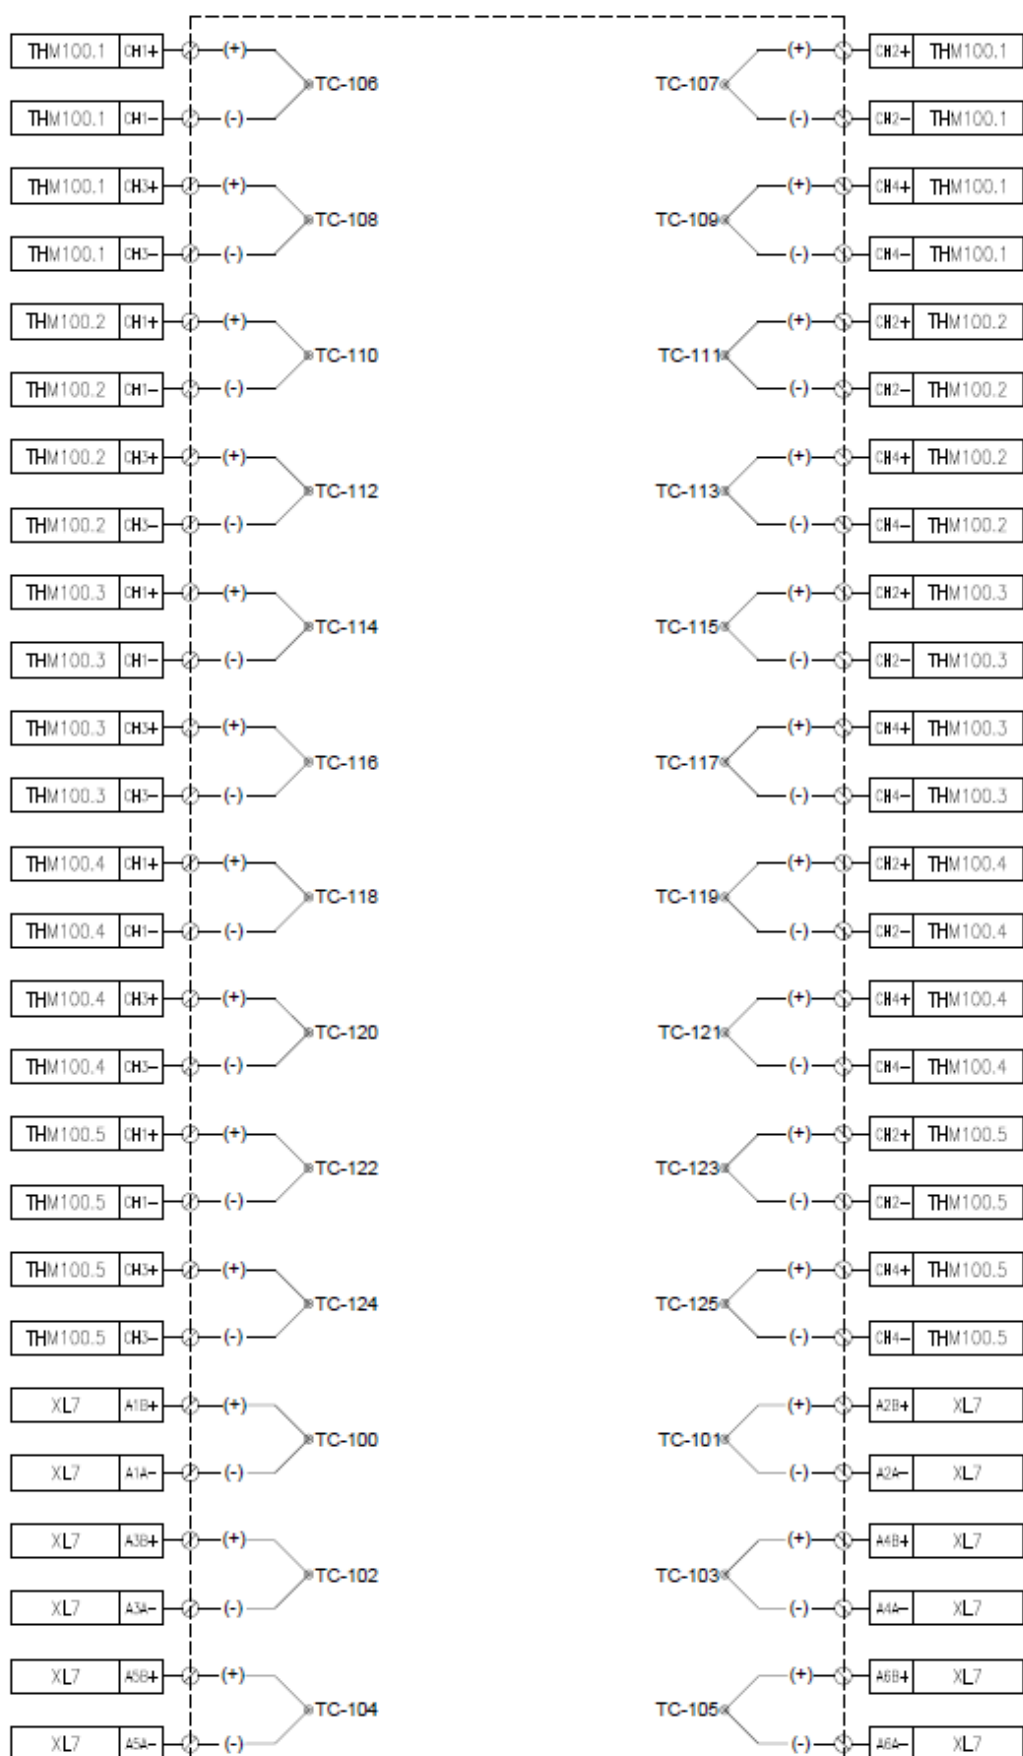 THM100.1 CH1+ (+) (+) CH2+ THM100.1
TC-106 TC-107
THM100.1 CH1- (-) (-) CH2- THM100.1
THM100.1 CH3+ (+) (+) CH4+ THM100.1
TC-108 TC-109
THM100.1 CH3- (-) (-) CH4- THM100.1
THM100.2 CH1+ (+) (+) CH2+ THM100.2
TC-110 TC-111
THM100.2 CH1- (-) (-) CH2- THM100.2
THM100.2 CH3+ (+) (+) CH4+ THM100.2
TC-112 TC-113
THM100.2 CH3- (-) (-) CH4- THM100.2
THM100.3 CH1+ (+) (+) CH2+ THM100.3
TC-114 TC-115
THM100.3 CH1- (-) (-) CH2- THM100.3
THM100.3 CH3+ (+) (+) CH4+ THM100.3
TC-116 TC-117
THM100.3 CH3- (-) (-) CH4- THM100.3
THM100.4 CH1+ (+) (+) CH2+ THM100.4
TC-118 TC-119
THM100.4 CH1- (-) (-) CH2- THM100.4
THM100.4 CH3+ (+) (+) CH4+ THM100.4
TC-120 TC-121
THM100.4 CH3- (-) (-) CH4- THM100.4
THM100.5 CH1+ (+) (+) CH2+ THM100.5
TC-122 TC-123
THM100.5 CH1- (-) (-) CH2- THM100.5
THM100.5 CH3+ (+) (+) CH4+ THM100.5
TC-124 TC-125
THM100.5 CH3- (-) (-) CH4- THM100.5
XL7 A1B+ (+) (+) A2B+ XL7
TC-100 TC-101
XL7 A1A- (-) (-) A2A- XL7
XL7 A3B+ (+) (+) A4B+ XL7
TC-102 TC-103
XL7 A3A- (-) (-) A4A- XL7
XL7 A5B+ (+) (+) A6B+ XL7
TC-104 TC-105
XL7 A5A- (-) (-) A6A- XL7